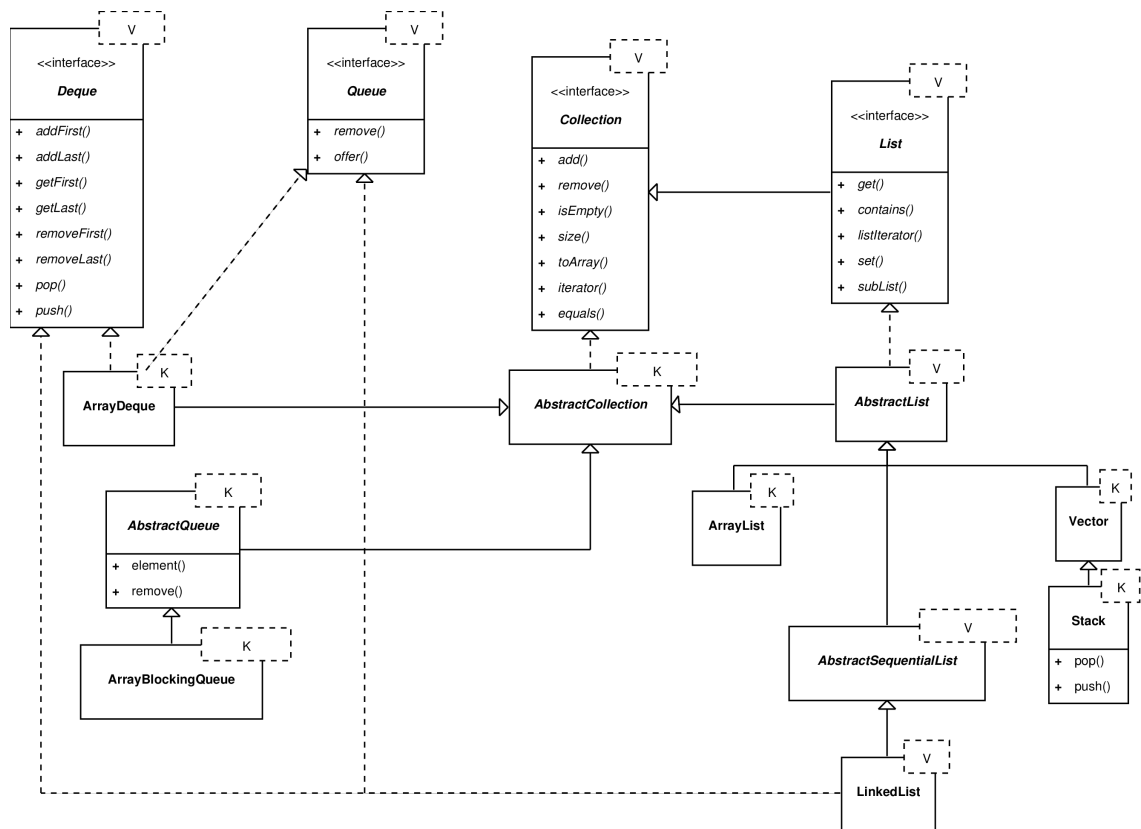 V
<<interface>>
Deque
+ addFirst()
+ addLast()
+ getFirst()
+ getLast()
+ removeFirst()
+ removeLast()
+ pop()
+ push()
V
<<interface>>
Queue
+ remove()
+ offer()
V
<<interface>>
Collection
+ add()
+ remove()
+ isEmpty()
+ size()
+ toArray()
+ iterator()
+ equals()
V
<<interface>>
List
+ get()
+ contains()
+ listIterator()
+ set()
+ subList()
K
ArrayDeque
K
AbstractCollection
V
AbstractList
K
AbstractQueue
+ element()
+ remove()
K
ArrayList
K
Vector
K
Stack
+ pop()
+ push()
K
ArrayBlockingQueue
V
AbstractSequentialList
V
LinkedList